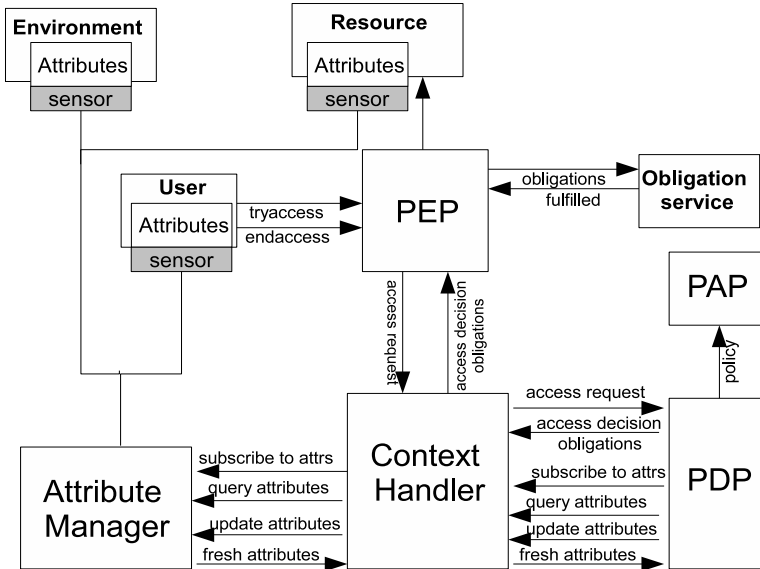 Environment
Attributes
sensor
Resource
Attributes
sensor
User
Attributes
sensor
tryaccess
endaccess
PEP
obligations
fulfilled
Obligation
service
access request
access decision
obligations
PAP
policy
Attribute
Manager
subscribe to attrs
query attributes
update attributes
fresh attributes
Context
Handler
access request
access decision
obligations
subscribe to attrs
query attributes
update attributes
fresh attributes
PDP